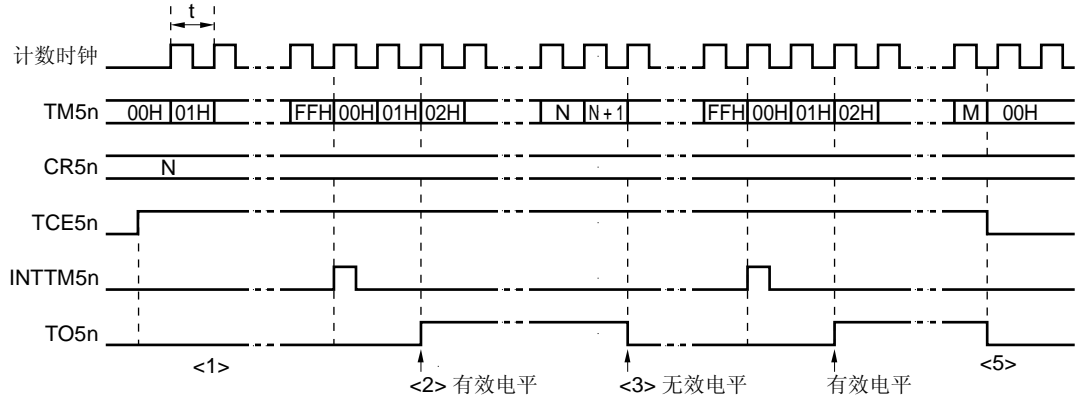 t
计数时钟
TM5n 00H 01H FFH 00H 01H 02H N N + 1 FFH 00H 01H 02H M 00H
CR5n N
TCE5n
INTTM5n
TO5n
<1> <2> 有效电平 <3> 无效电平 有效电平 <5>